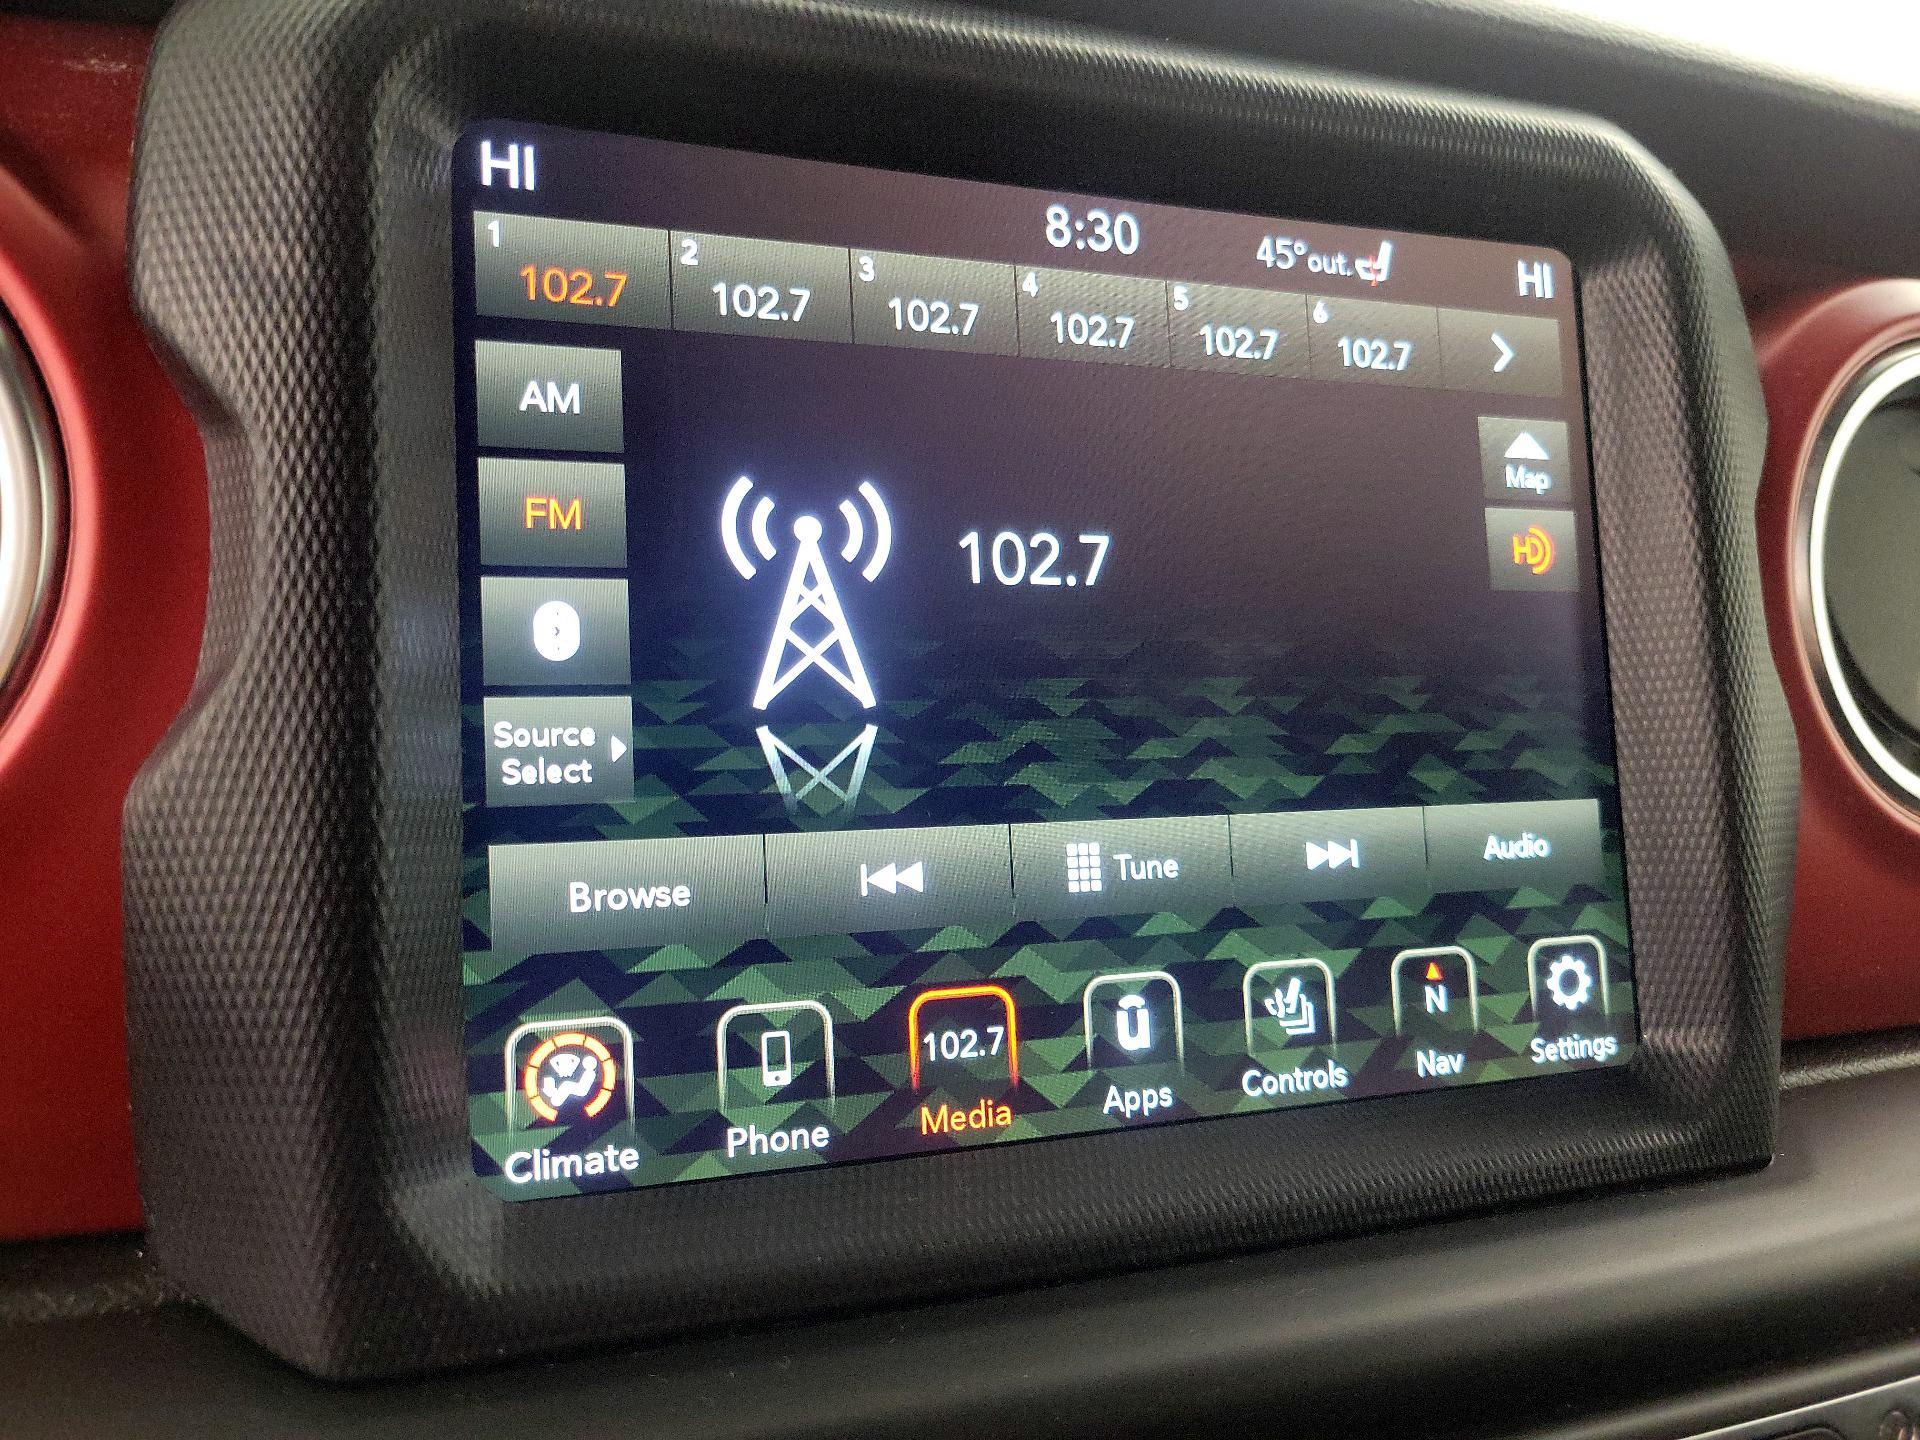 HI
8:30
45°out.
HI
1
102.7
2
102.7
3
102.7
4
102.7
5
102.7
6
102.7
AM
Map
FM
102.7
HD
Source
Select
Browse
Tune
Audio
102.7
N
Climate
Phone
Media
Apps
Controls
Nav
Settings